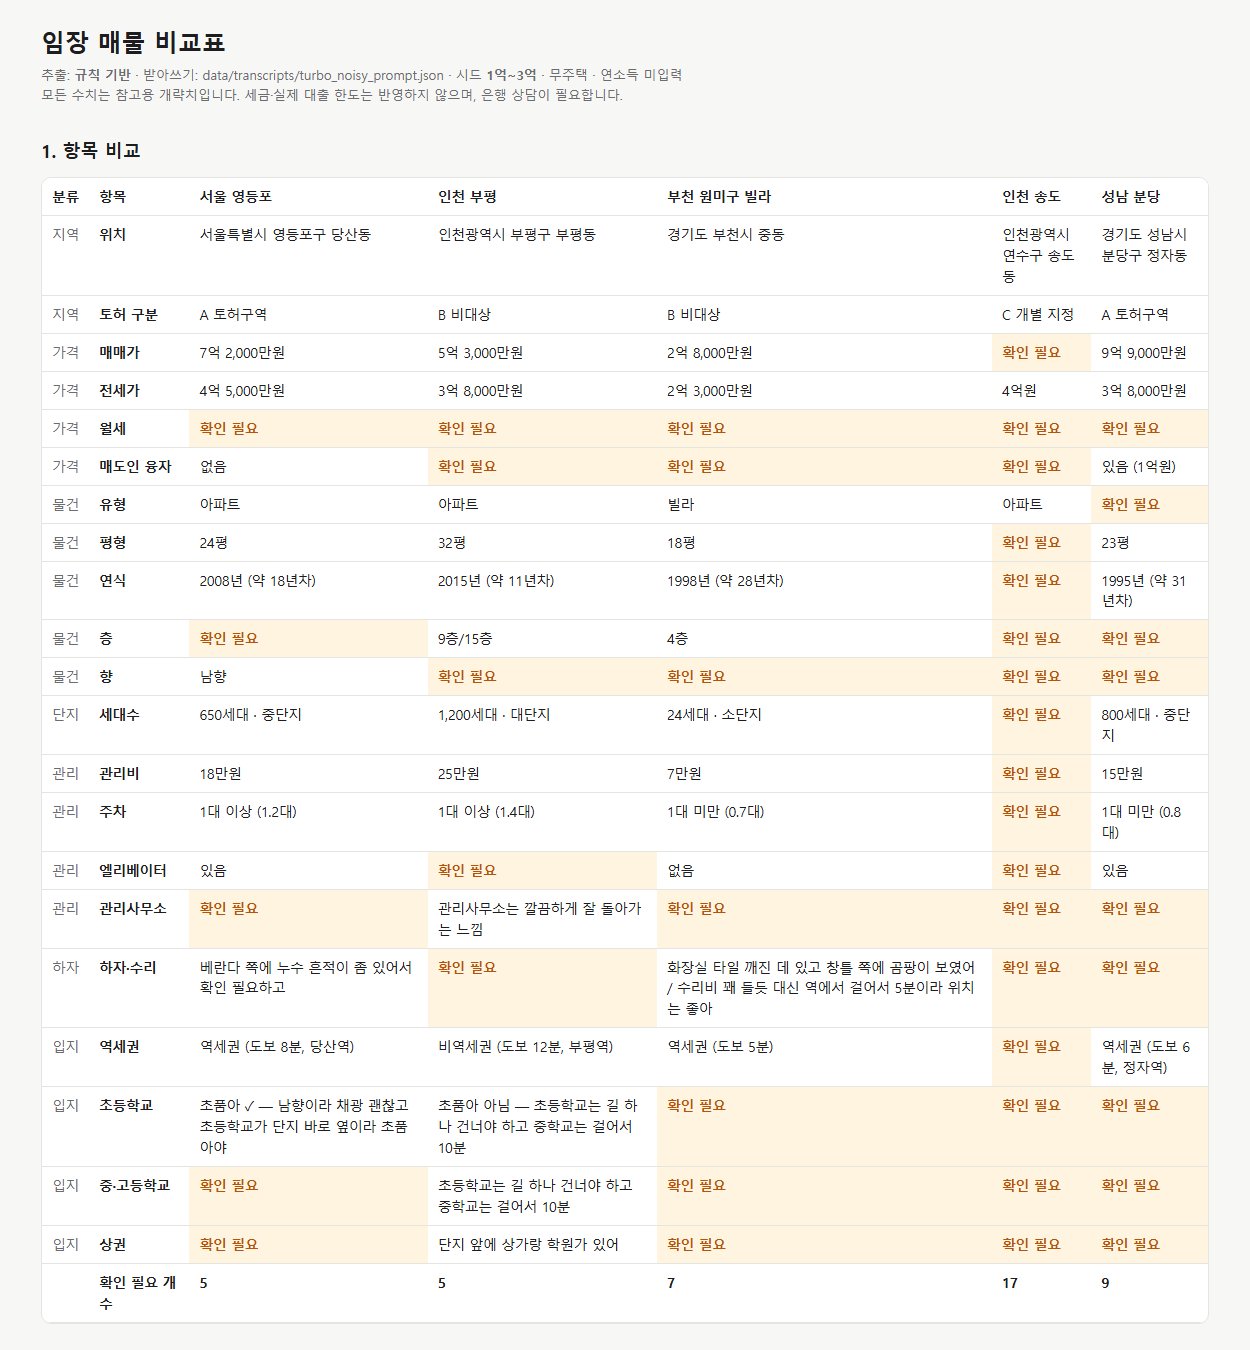 임장 매물 비교표
추출: 규칙 기반 · 받아쓰기: data/transcripts/turbo_noisy_prompt.json · 시드 1억~3억 · 무주택 · 연소득 미입력
모든 수치는 참고용 개략치입니다. 세금·실제 대출 한도는 반영하지 않으며, 은행 상담이 필요합니다.
1. 항목 비교
분류 항목 서울 영등포 인천 부평 부천 원미구 빌라 인천 송도 성남 분당
지역 위치 서울특별시 영등포구 당산동 인천광역시 부평구 부평동 경기도 부천시 중동 인천광역시 경기도 성남시
연수구 송도 분당구 정자동
동
지역 토허 구분 A 토허구역 B 비대상 B 비대상 C 개별 지정 A 토허구역
가격 매매가 7억 2,000만원 5억 3,000만원 2억 8,000만원 확인 필요 9억 9,000만원
가격 전세가 4억 5,000만원 3억 8,000만원 2억 3,000만원 4억원 3억 8,000만원
가격 월세 확인 필요 확인 필요 확인 필요 확인 필요 확인 필요
가격 매도인 융자 없음 확인 필요 확인 필요 확인 필요 있음 (1억원)
물건 유형 아파트 아파트 빌라 아파트 확인 필요
물건 평형 24평 32평 18평 확인 필요 23평
물건 연식 2008년 (약 18년차) 2015년 (약 11년차) 1998년 (약 28년차) 확인 필요 1995년 (약 31
년차)
물건 층 확인 필요 9층/15층 4층 확인 필요 확인 필요
물건 향 남향 확인 필요 확인 필요 확인 필요 확인 필요
단지 세대수 650세대 · 중단지 1,200세대 · 대단지 24세대 · 소단지 확인 필요 800세대 · 중단
지
관리 관리비 18만원 25만원 7만원 확인 필요 15만원
관리 주차 1대 이상 (1.2대) 1대 이상 (1.4대) 1대 미만 (0.7대) 확인 필요 1대 미만 (0.8
대)
관리 엘리베이터 있음 확인 필요 없음 확인 필요 있음
관리 관리사무소 확인 필요 관리사무소는 깔끔하게 잘 돌아가 확인 필요 확인 필요 확인 필요
는 느낌
하자 하자·수리 베란다 쪽에 누수 흔적이 좀 있어서 확인 필요 화장실 타일 깨진 데 있고 창틀 쪽에 곰팡이 보였어 확인 필요 확인 필요
확인 필요하고 / 수리비 꽤 들듯 대신 역에서 걸어서 5분이라 위치
는 좋아
입지 역세권 역세권 (도보 8분, 당산역) 비역세권 (도보 12분, 부평역) 역세권 (도보 5분) 확인 필요 역세권 (도보 6
분, 정자역)
입지 초등학교 초품아 ✓ — 남향이라 채광 괜찮고 초품아 아님 — 초등학교는 길 하 확인 필요 확인 필요 확인 필요
초등학교가 단지 바로 옆이라 초품 나 건너야 하고 중학교는 걸어서
아야 10분
입지 중·고등학교 확인 필요 초등학교는 길 하나 건너야 하고 확인 필요 확인 필요 확인 필요
중학교는 걸어서 10분
입지 상권 확인 필요 단지 앞에 상가랑 학원가 있어 확인 필요 확인 필요 확인 필요
확인 필요 개 5 5 7 17 9
수